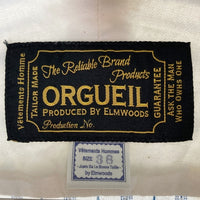 The Reliable Brand
Products
Vêtements Homme
TAILOR MADE
GUARANTEE
ASK THE MAN
WHO OWNS ONE
ORGUEIL
PRODUCED BY ELMWOODS
Production No.
Vêtements Homme
SIZE 38
by Elmwoods